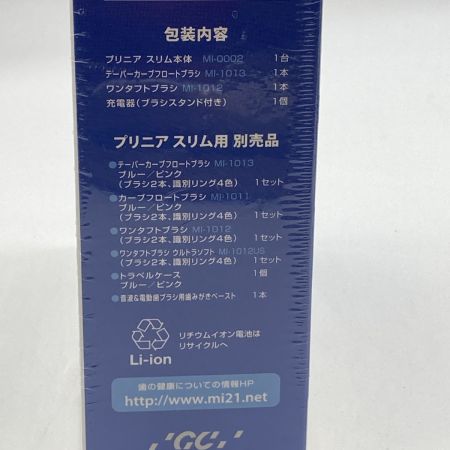 包装内容
プリニア スリム本体 MI-0002 1台
テーパーカーブフロートブラシ MI-1013 1本
ワンタフトブラシ MI-1012 1本
充電器(ブラシスタンド付き) 1個
プリニア スリム用 別売品
●テーパーカーブフロートブラシ MI-1013
ブルー／ピンク
(ブラシ2本、識別リング4色) 1セット
●カーブフロートブラシ MI-1011
ブルー／ピンク
(ブラシ2本、識別リング4色) 1セット
●ワンタフトブラシ MI-1012
(ブラシ2本、識別リング4色) 1セット
●ワンタフトブラシ ウルトラソフト MI-1012US
(ブラシ2本、識別リング4色) 1セット
●トラベルケース 1個
ブルー／ピンク
●音波&電動歯ブラシ用歯みがきペースト 1本
リチウムイオン電池は
リサイクルへ
Li-ion
歯の健康についての情報HP
http://www.mi21.net
GC